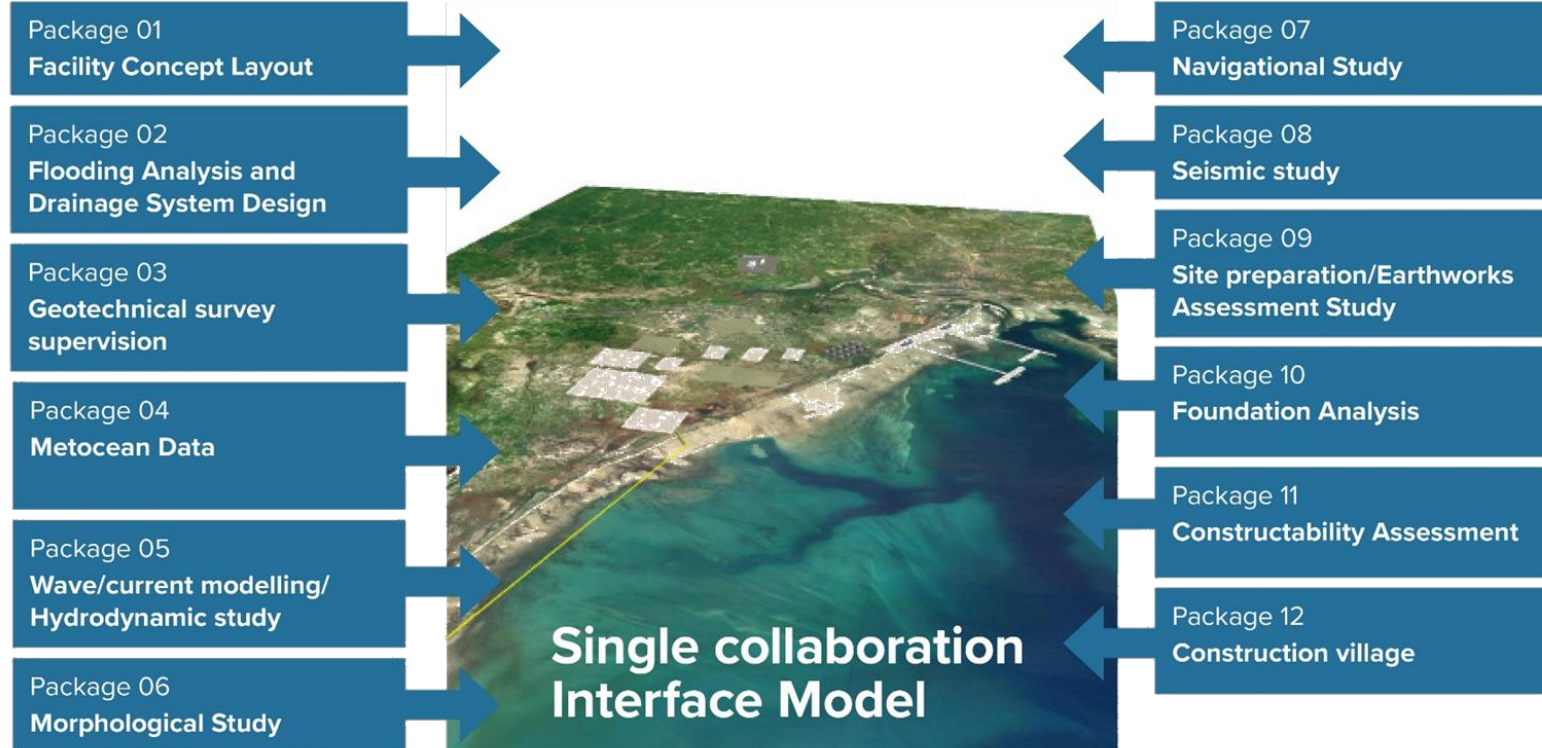 Package 01
Facility Concept Layout
Package 02
Flooding Analysis and
Drainage System Design
Package 03
Geotechnical survey
supervision
Package 04
Metocean Data
Package 05
Wave/current modelling/
Hydrodynamic study
Package 06
Morphological Study
Package 07
Navigational Study
Package 08
Seismic study
Package 09
Site preparation/Earthworks
Assessment Study
Package 10
Foundation Analysis
Package 11
Constructability Assessment
Package 12
Construction village
Single collaboration
Interface Model